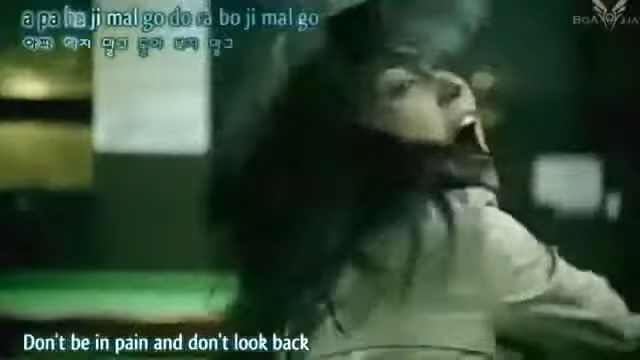 a pa ha ji mal go do ra bo ji mal go
아파 하지 말고 돌아 보지 말고
Don't be in pain and don't look back